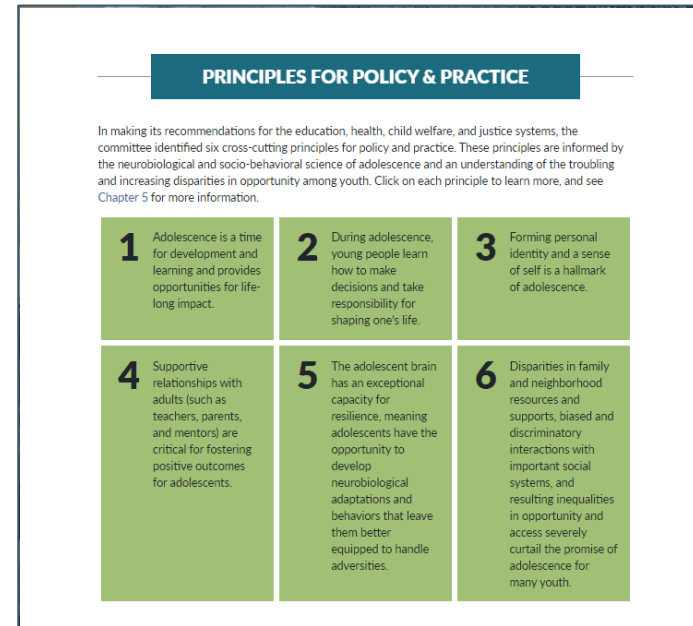 PRINCIPLES FOR POLICY & PRACTICE
In making its recommendations for the education, health, child welfare, and justice systems, the
committee identified six cross-cutting principles for policy and practice. These principles are informed by
the neurobiological and socio-behavioral science of adolescence and an understanding of the troubling
and increasing disparities in opportunity among youth. Click on each principle to learn more, and see
Chapter 5 for more information.
1
Adolescence is a time
for development and
learning and provides
opportunities for life-
long impact.
2
During adolescence,
young people learn
how to make
decisions and take
responsibility for
shaping one's life.
3
Forming personal
identity and a sense
of self is a hallmark
of adolescence.
4
Supportive
relationships with
adults (such as
teachers, parents,
and mentors) are
critical for fostering
positive outcomes
for adolescents.
5
The adolescent brain
has an exceptional
capacity for
resilience, meaning
adolescents have the
opportunity to
develop
neurobiological
adaptations and
behaviors that leave
them better
equipped to handle
adversities.
6
Disparities in family
and neighborhood
resources and
supports, biased and
discriminatory
interactions with
important social
systems, and
resulting inequalities
in opportunity and
access severely
curtail the promise of
adolescence for
many youth.